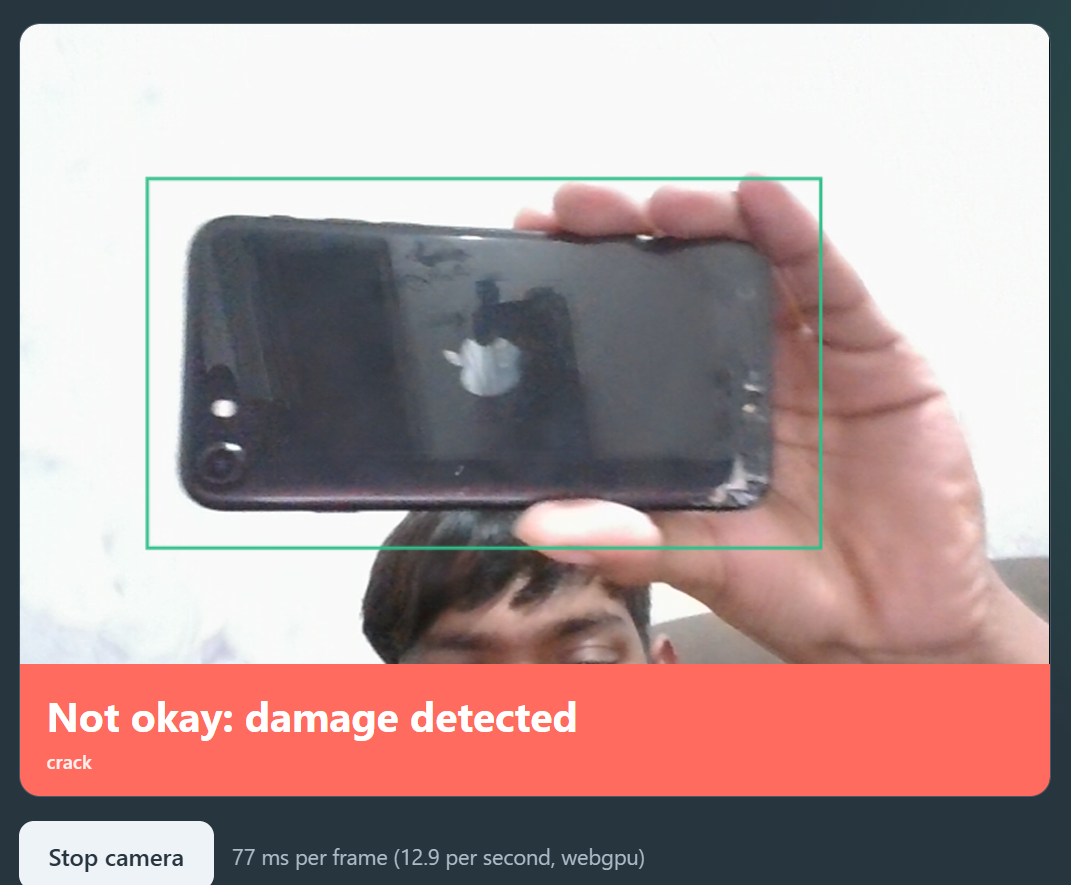 Not okay: damage detected
crack
Stop camera
77 ms per frame (12.9 per second, webgpu)